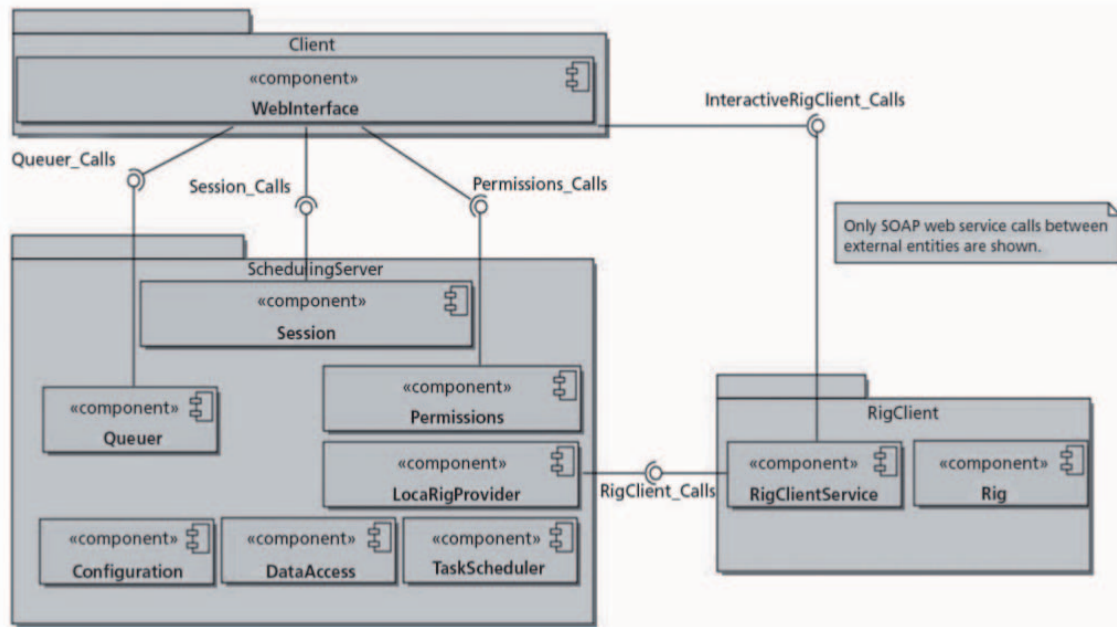 Client
«component»
WebInterface
InteractiveRigClient_Calls
Queuer_Calls
Session_Calls
Permissions_Calls
Only SOAP web service calls between
external entities are shown.
SchedulingServer
«component»
Session
«component»
Queuer
«component»
Permissions
«component»
LocaRigProvider
RigClient_Calls
RigClient
«component»
RigClientService
«component»
Rig
«component»
Configuration
«component»
DataAccess
«component»
TaskScheduler